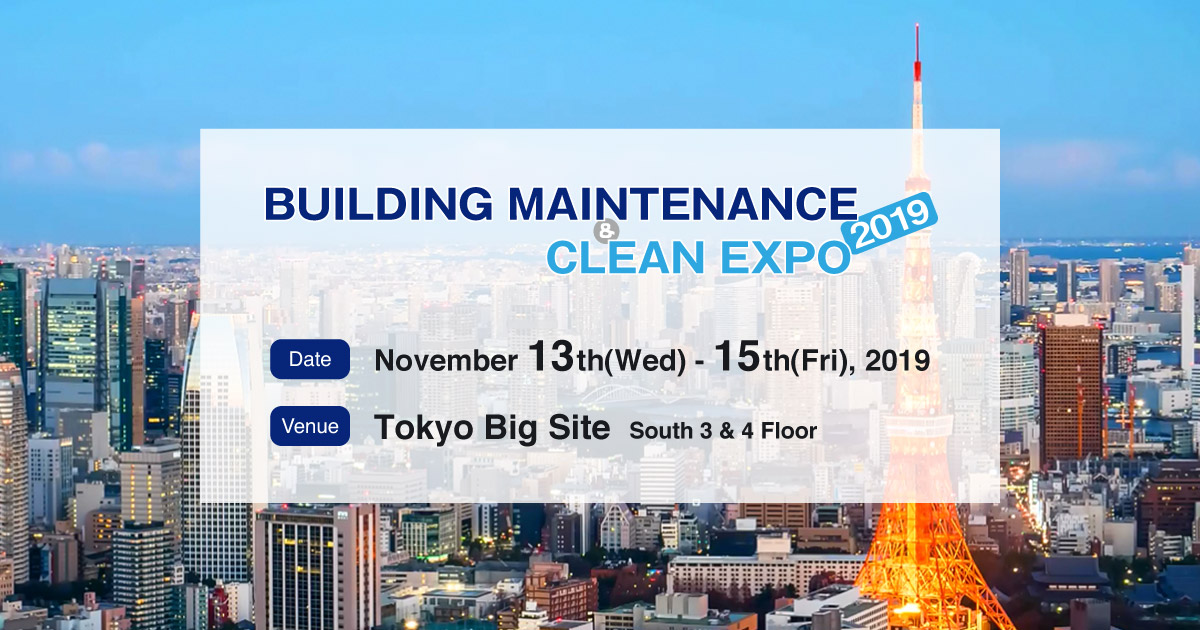 BUILDING MAINTENANCE
&
CLEAN EXPO 2019
Date November 13th(Wed) - 15th(Fri), 2019
Venue Tokyo Big Site South 3 & 4 Floor